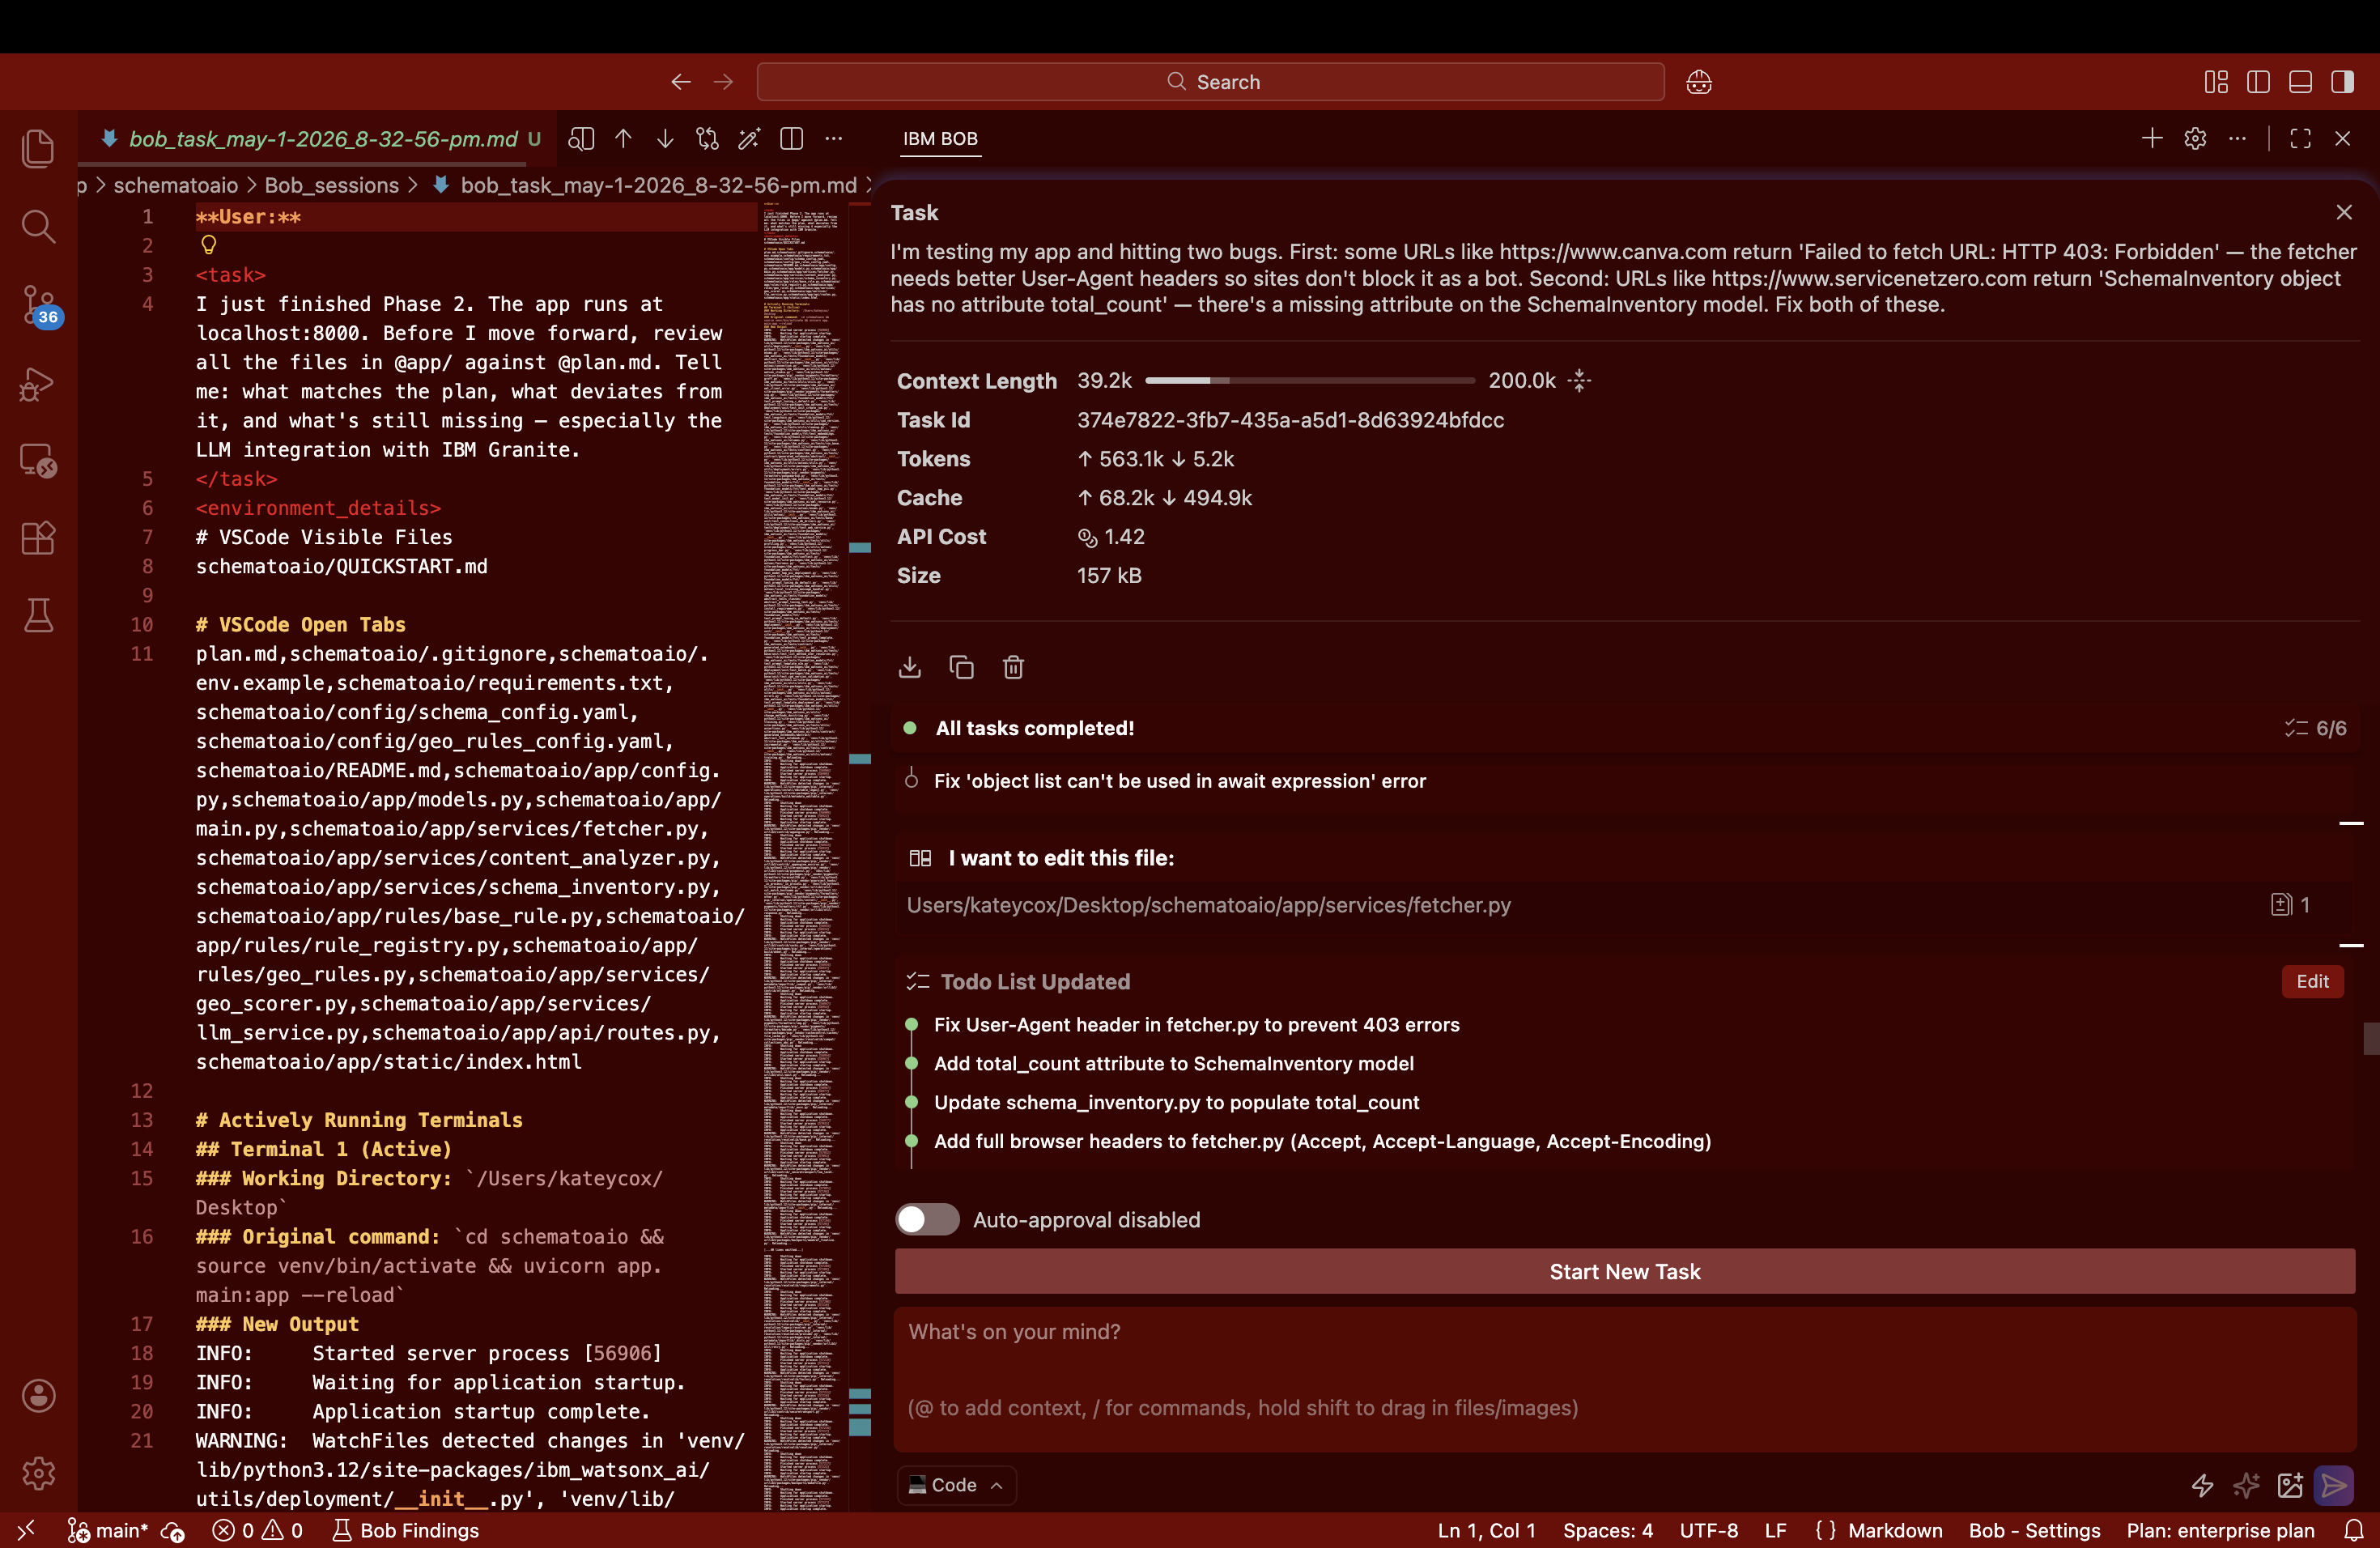 Search
bob_task_may-1-2026_8-32-56-pm.md U
IBM BOB
schematoaio > Bob_sessions > bob_task_may-1-2026_8-32-56-pm.md
1 **User:**
2
3 <task>
4 I just finished Phase 2. The app runs at
localhost:8000. Before I move forward, review
all the files in @app/ against @plan.md. Tell
me: what matches the plan, what deviates from
it, and what's still missing — especially the
LLM integration with IBM Granite.
5 </task>
6 <environment_details>
7 # VSCode Visible Files
8 schematoaio/QUICKSTART.md
9
10 # VSCode Open Tabs
11 plan.md,schematoaio/.gitignore,schematoaio/.
env.example,schematoaio/requirements.txt,
schematoaio/config/schema_config.yaml,
schematoaio/config/geo_rules_config.yaml,
schematoaio/README.md,schematoaio/app/config.
py,schematoaio/app/models.py,schematoaio/app/
main.py,schematoaio/app/services/fetcher.py,
schematoaio/app/services/content_analyzer.py,
schematoaio/app/services/schema_inventory.py,
schematoaio/app/rules/base_rule.py,schematoaio/
app/rules/rule_registry.py,schematoaio/app/
rules/geo_rules.py,schematoaio/app/services/
geo_scorer.py,schematoaio/app/services/
llm_service.py,schematoaio/app/api/routes.py,
schematoaio/app/static/index.html
12
13 # Actively Running Terminals
14 ## Terminal 1 (Active)
15 ### Working Directory: `/Users/kateycox/
Desktop`
16 ### Original command: `cd schematoaio &&
source venv/bin/activate && uvicorn app.
main:app --reload`
17 ### New Output
18 INFO: Started server process [56906]
19 INFO: Waiting for application startup.
20 INFO: Application startup complete.
21 WARNING: WatchFiles detected changes in 'venv/
lib/python3.12/site-packages/ibm_watsonx_ai/
utils/deployment/__init__.py', 'venv/lib/
36
Task
I'm testing my app and hitting two bugs. First: some URLs like https://www.canva.com return 'Failed to fetch URL: HTTP 403: Forbidden' — the fetcher
needs better User-Agent headers so sites don't block it as a bot. Second: URLs like https://www.servicenetzero.com return 'SchemaInventory object
has no attribute total_count' — there's a missing attribute on the SchemaInventory model. Fix both of these.
Context Length 39.2k 200.0k
Task Id 374e7822-3fb7-435a-a5d1-8d63924bfdcc
Tokens ↑ 563.1k ↓ 5.2k
Cache ↑ 68.2k ↓ 494.9k
API Cost 1.42
Size 157 kB
All tasks completed! 6/6
Fix 'object list can't be used in await expression' error
I want to edit this file:
Users/kateycox/Desktop/schematoaio/app/services/fetcher.py 1
Todo List Updated Edit
Fix User-Agent header in fetcher.py to prevent 403 errors
Add total_count attribute to SchemaInventory model
Update schema_inventory.py to populate total_count
Add full browser headers to fetcher.py (Accept, Accept-Language, Accept-Encoding)
Auto-approval disabled
Start New Task
What's on your mind?
(@ to add context, / for commands, hold shift to drag in files/images)
Code
main* 0 0 Bob Findings Ln 1, Col 1 Spaces: 4 UTF-8 LF { } Markdown Bob - Settings Plan: enterprise plan